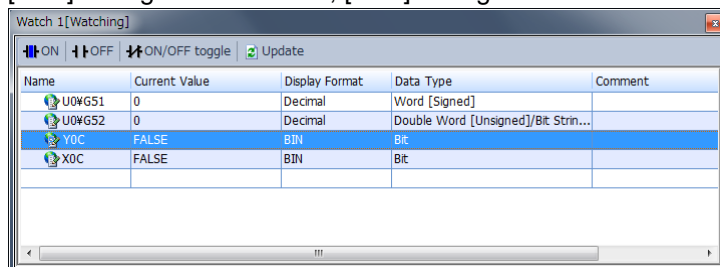 Watch 1[Watching]
ON OFF ON/OFF toggle Update
Name Current Value Display Format Data Type Comment
U0¥G51 0 Decimal Word [Signed]
U0¥G52 0 Decimal Double Word [Unsigned]/Bit Strin...
Y0C FALSE BIN Bit
X0C FALSE BIN Bit